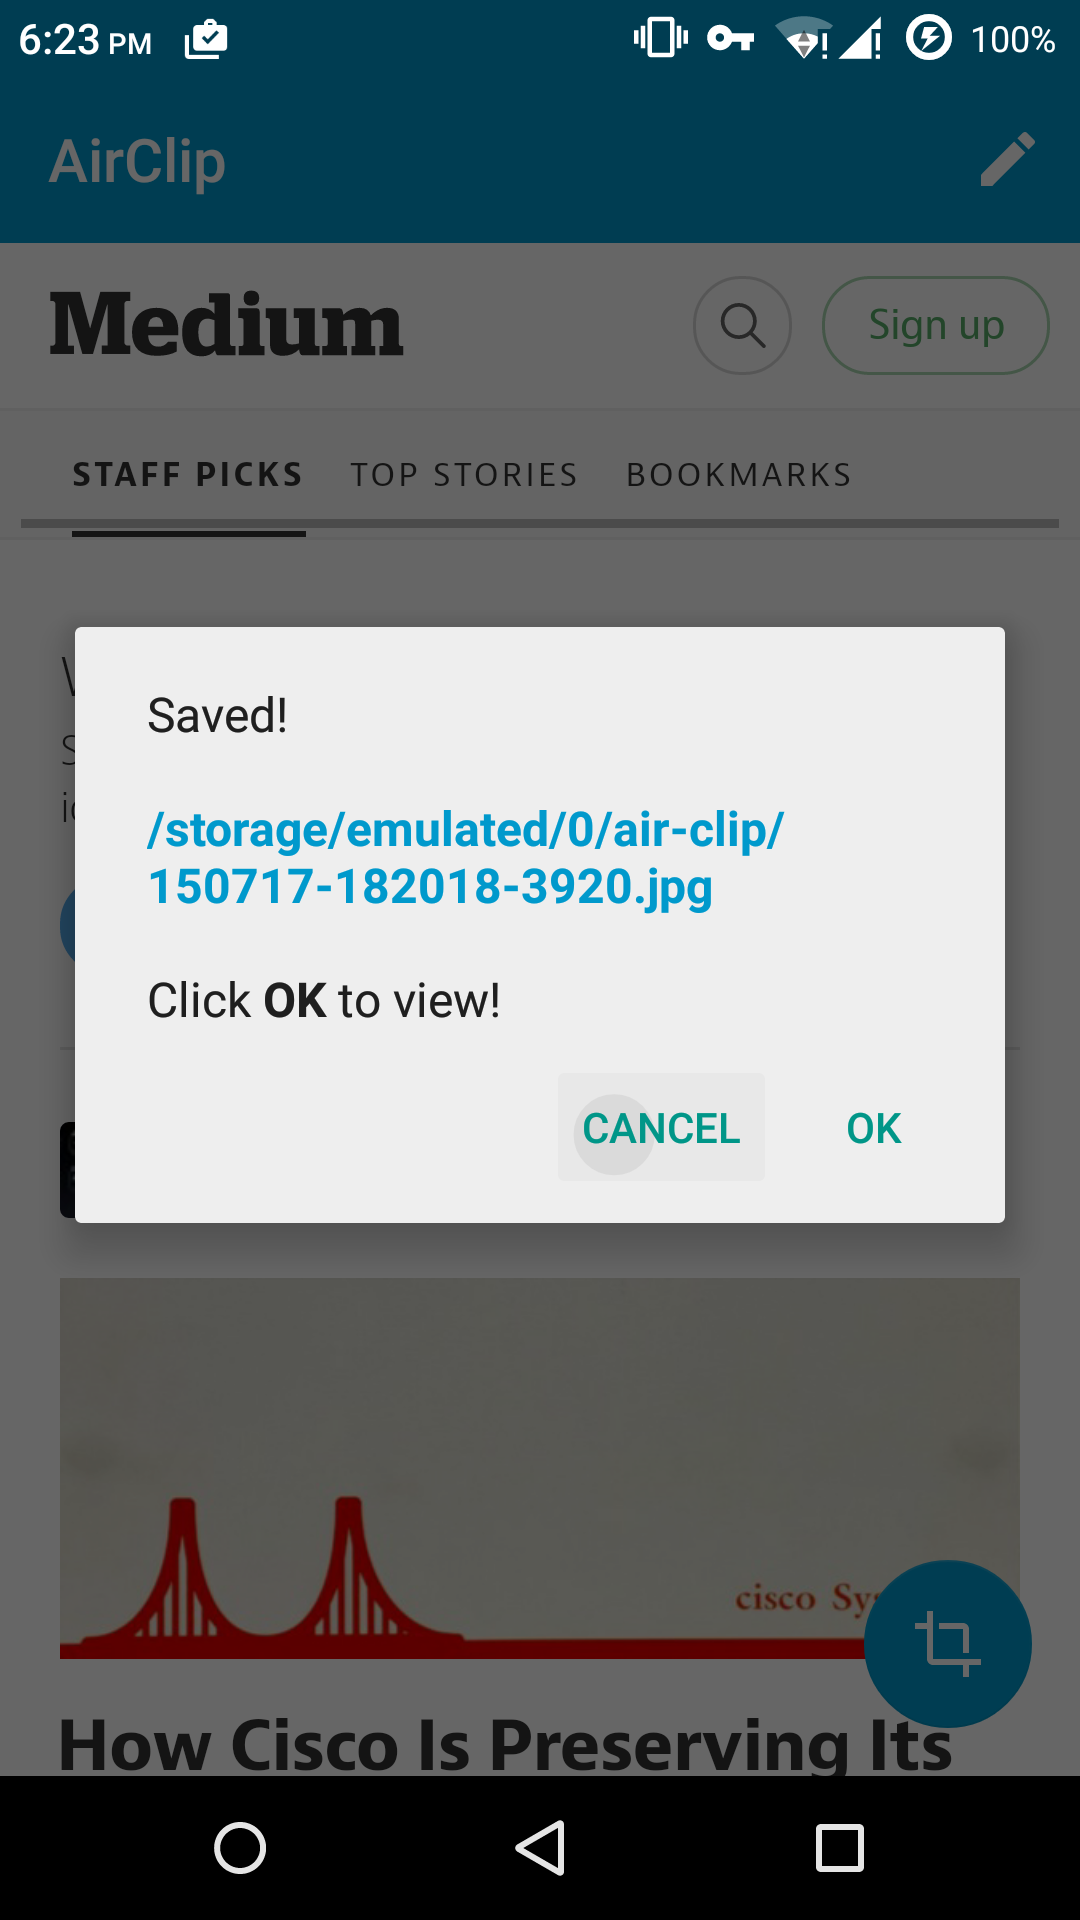 6:23 PM 100%
AirClip
Medium Sign up
STAFF PICKS TOP STORIES BOOKMARKS
Saved!
/storage/emulated/0/air-clip/
150717-182018-3920.jpg
Click OK to view!
CANCEL OK
cisco
How Cisco Is Preserving Its